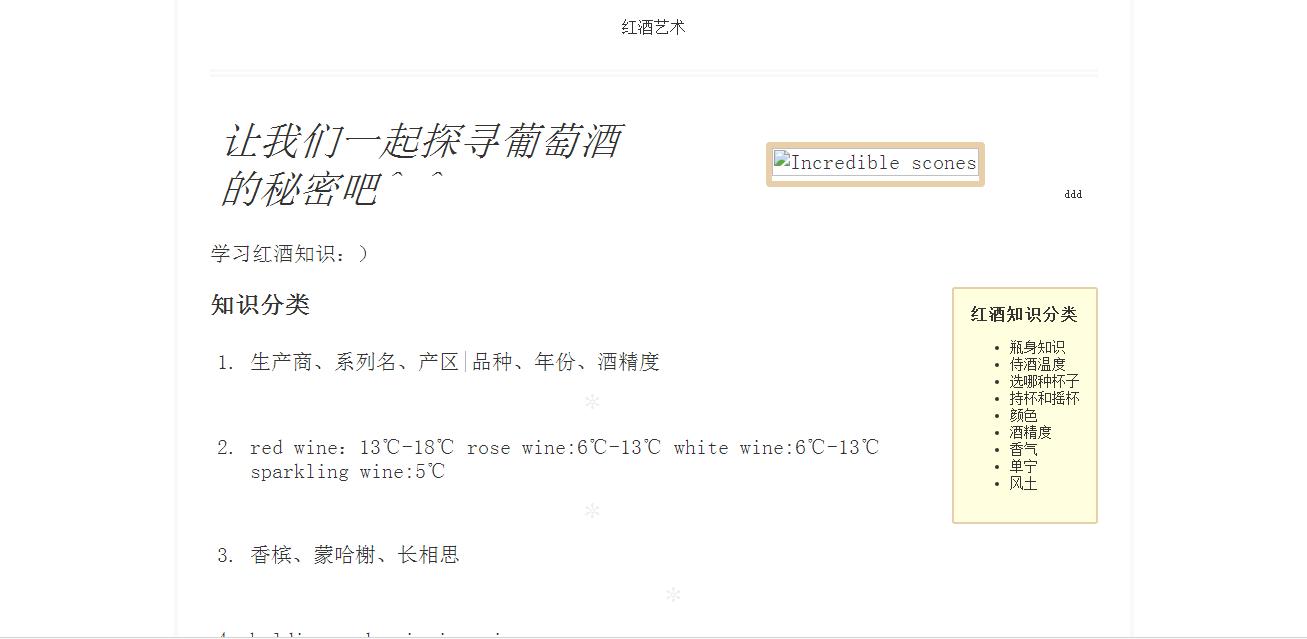 红酒艺术
让我们一起探寻葡萄酒
的秘密吧^_^
Incredible scones
ddd
学习红酒知识：）
知识分类
1. 生产商、系列名、产区|品种、年份、酒精度
*
2. red wine：13℃-18℃ rose wine:6℃-13℃ white wine:6℃-13℃
sparkling wine:5℃
*
3. 香槟、蒙哈榭、长相思
*
红酒知识分类
• 瓶身知识
• 侍酒温度
• 选哪种杯子
• 持杯和摇杯
• 颜色
• 酒精度
• 香气
• 单宁
• 风土